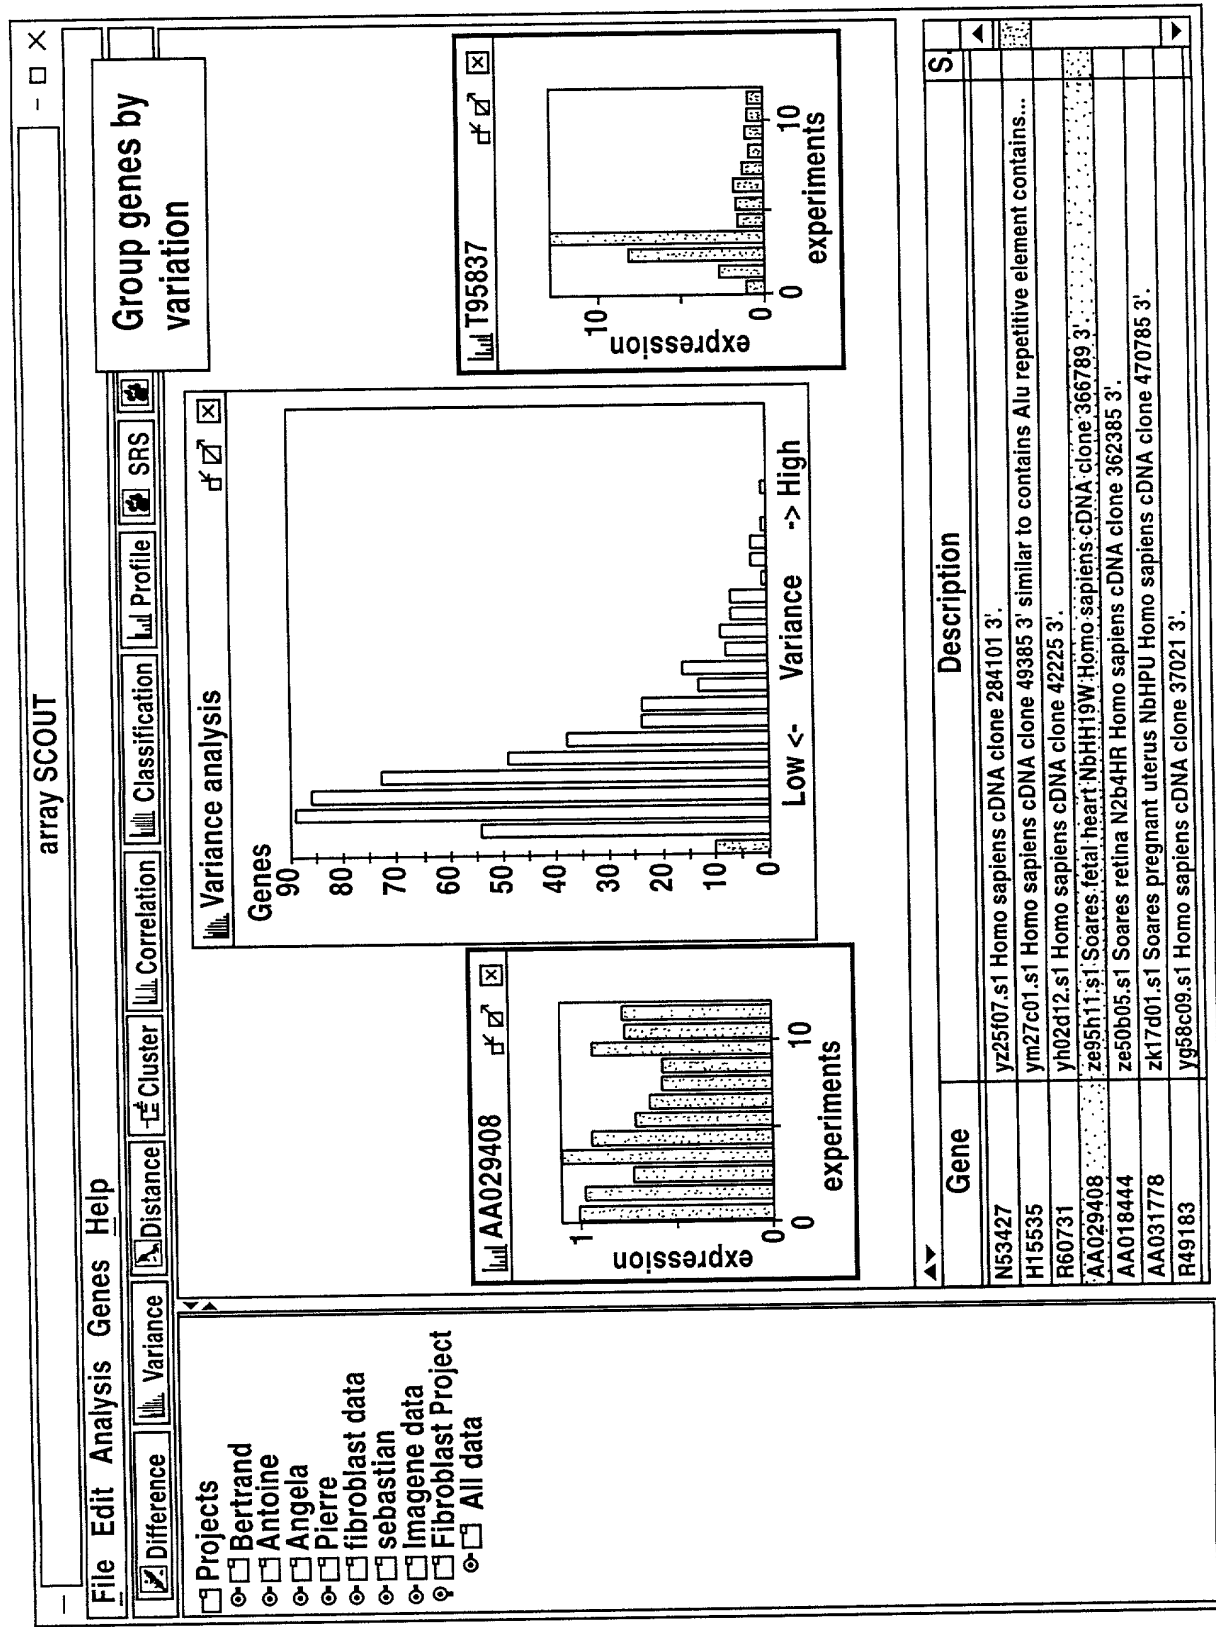 array SCOUT
File Edit Analysis Genes Help
Difference Variance Distance Cluster Correlation Classification Profile SRS
Group genes by
variation
Projects
Bertrand
Antoine
Angela
Pierre
fibroblast data
sebastian
Imagene data
Fibroblast Project
All data
AA029408
expression
1
0
0 10
experiments
Variance analysis
Genes
90
80
70
60
50
40
30
20
10
0
Low <- Variance -> High
T95837
expression
10
0
0 10
experiments
Gene Description S.
N53427 yz25f07.s1 Homo sapiens cDNA clone 284101 3'.
H15535 ym27c01.s1 Homo sapiens cDNA clone 49385 3' similar to contains Alu repetitive element contains...
R60731 yh02d12.s1 Homo sapiens cDNA clone 42225 3'.
AA029408 ze95h11.s1 Soares fetal heart NbHH19W Homo sapiens cDNA clone 366789 3'.
AA018444 ze50b05.s1 Soares retina N2b4HR Homo sapiens cDNA clone 362385 3'.
AA031778 zk17d01.s1 Soares pregnant uterus NbHPU Homo sapiens cDNA clone 470785 3'.
R49183 yg58c09.s1 Homo sapiens cDNA clone 37021 3'.